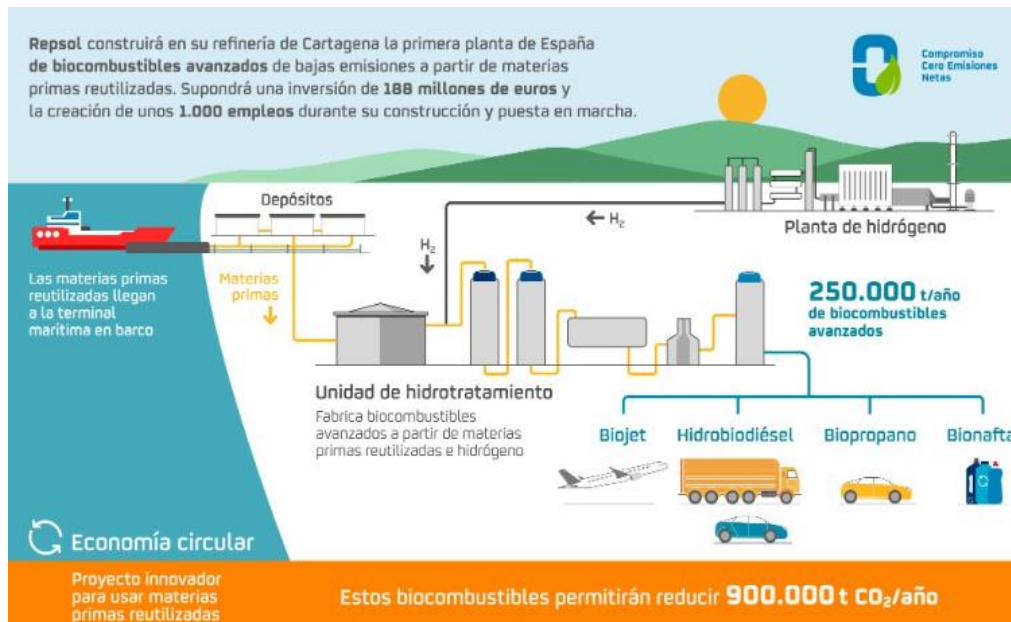 Repsol construirá en su refinería de Cartagena la primera planta de España
de biocombustibles avanzados de bajas emisiones a partir de materias
primas reutilizadas. Supondrá una inversión de 188 millones de euros y
la creación de unos 1.000 empleos durante su construcción y puesta en marcha.
Compromiso
Cero Emisiones
Netas
Depósitos
H₂
H₂
Planta de hidrógeno
Las materias primas
reutilizadas llegan
a la terminal
marítima en barco
Materias
primas
250.000 t/año
de biocombustibles
avanzados
Unidad de hidrotratamiento
Fabrica biocombustibles
avanzados a partir de materias
primas reutilizadas e hidrógeno
Biojet
Hidrobiodiésel
Biopropano
Bionafta
Economía circular
Proyecto innovador
para usar materias
primas reutilizadas
Estos biocombustibles permitirán reducir 900.000 t CO₂/año